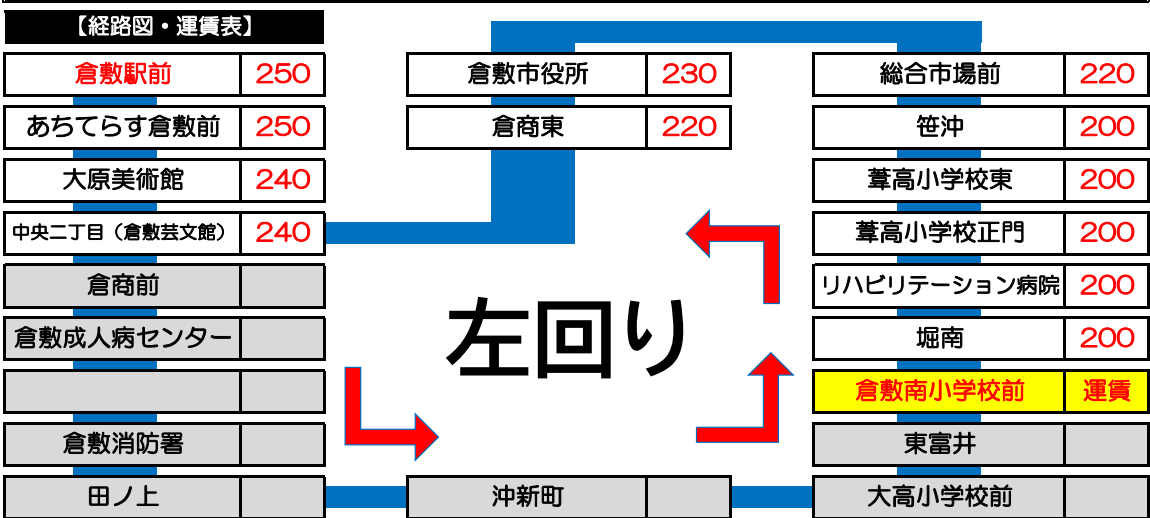 【経路図・運賃表】
倉敷駅前 250
あちてらす倉敷前 250
大原美術館 240
中央二丁目（倉敷芸文館） 240
倉商前
倉敷成人病センター
倉敷消防署
田ノ上
倉敷市役所 230
倉商東 220
左回り
沖新町
総合市場前 220
笹沖 200
葦高小学校東 200
葦高小学校正門 200
リハビリテーション病院 200
堀南 200
倉敷南小学校前 運賃
東富井
大高小学校前